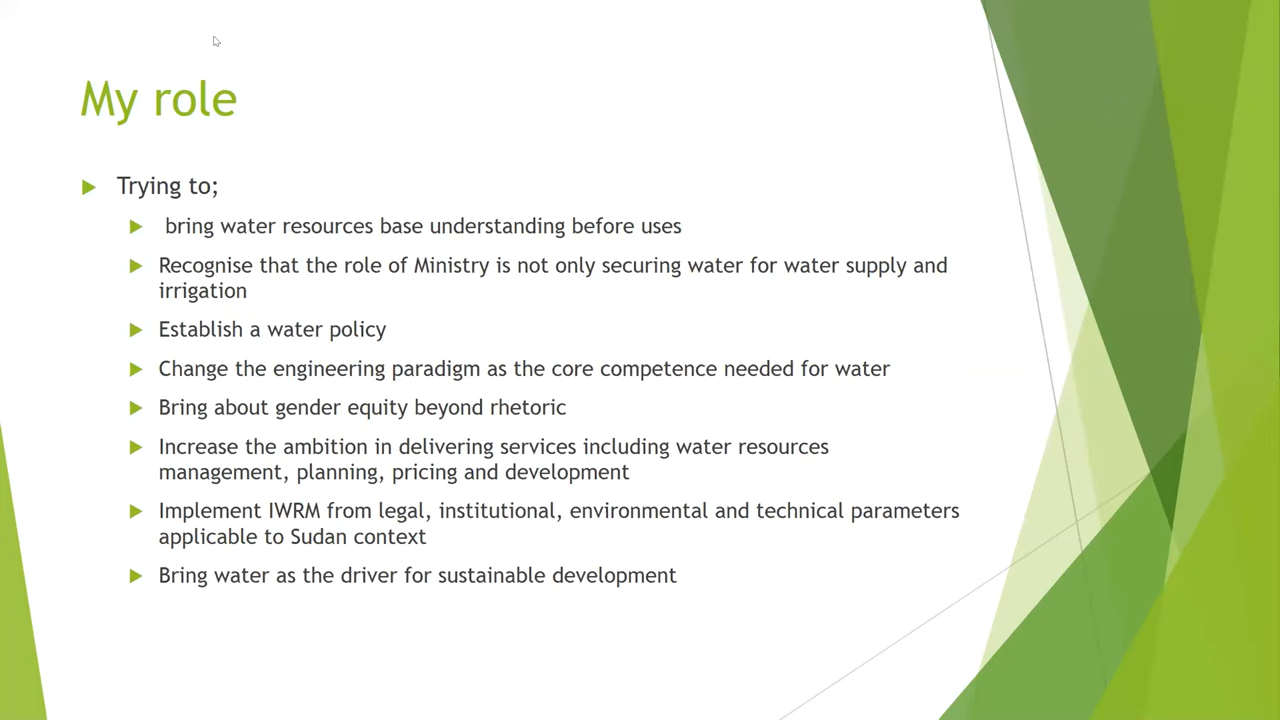 My role
Trying to;
bring water resources base understanding before uses
Recognise that the role of Ministry is not only securing water for water supply and
irrigation
Establish a water policy
Change the engineering paradigm as the core competence needed for water
Bring about gender equity beyond rhetoric
Increase the ambition in delivering services including water resources
management, planning, pricing and development
Implement IWRM from legal, institutional, environmental and technical parameters
applicable to Sudan context
Bring water as the driver for sustainable development